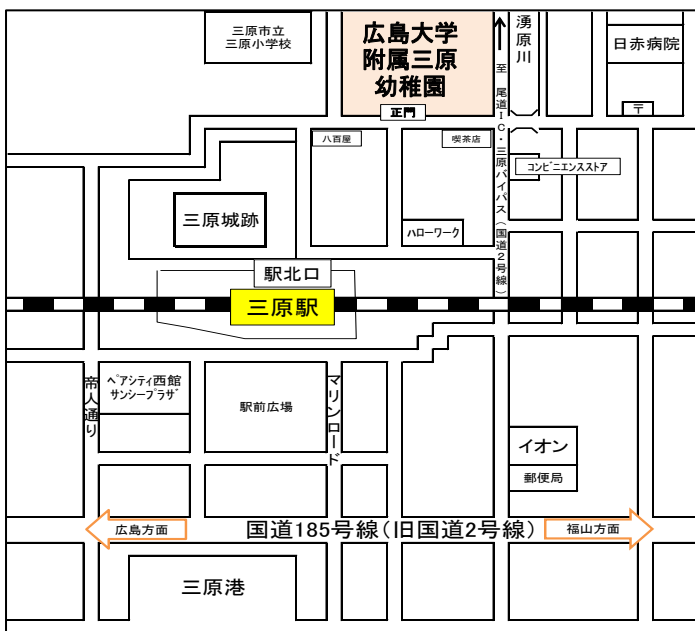 三原市立
三原小学校
広島大学
附属三原
幼稚園
正門
湧原川
日赤病院
〒
至 尾道IC・三原バイパス(国道2号線)
八百屋
喫茶店
コンビニエンスストア
三原城跡
ハローワーク
駅北口
三原駅
帝人通り
ペアシティ西館
サンシープラザ
駅前広場
マリンロード
イオン
郵便局
広島方面
国道185号線(旧国道2号線)
福山方面
三原港